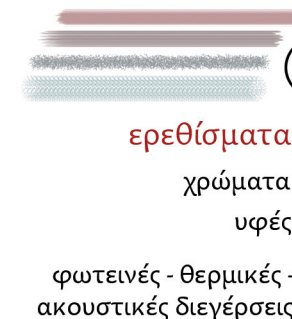 ερεθίσματα
χρώματα
υφές
φωτεινές - θερμικές -
ακουστικές διεγέρσεις